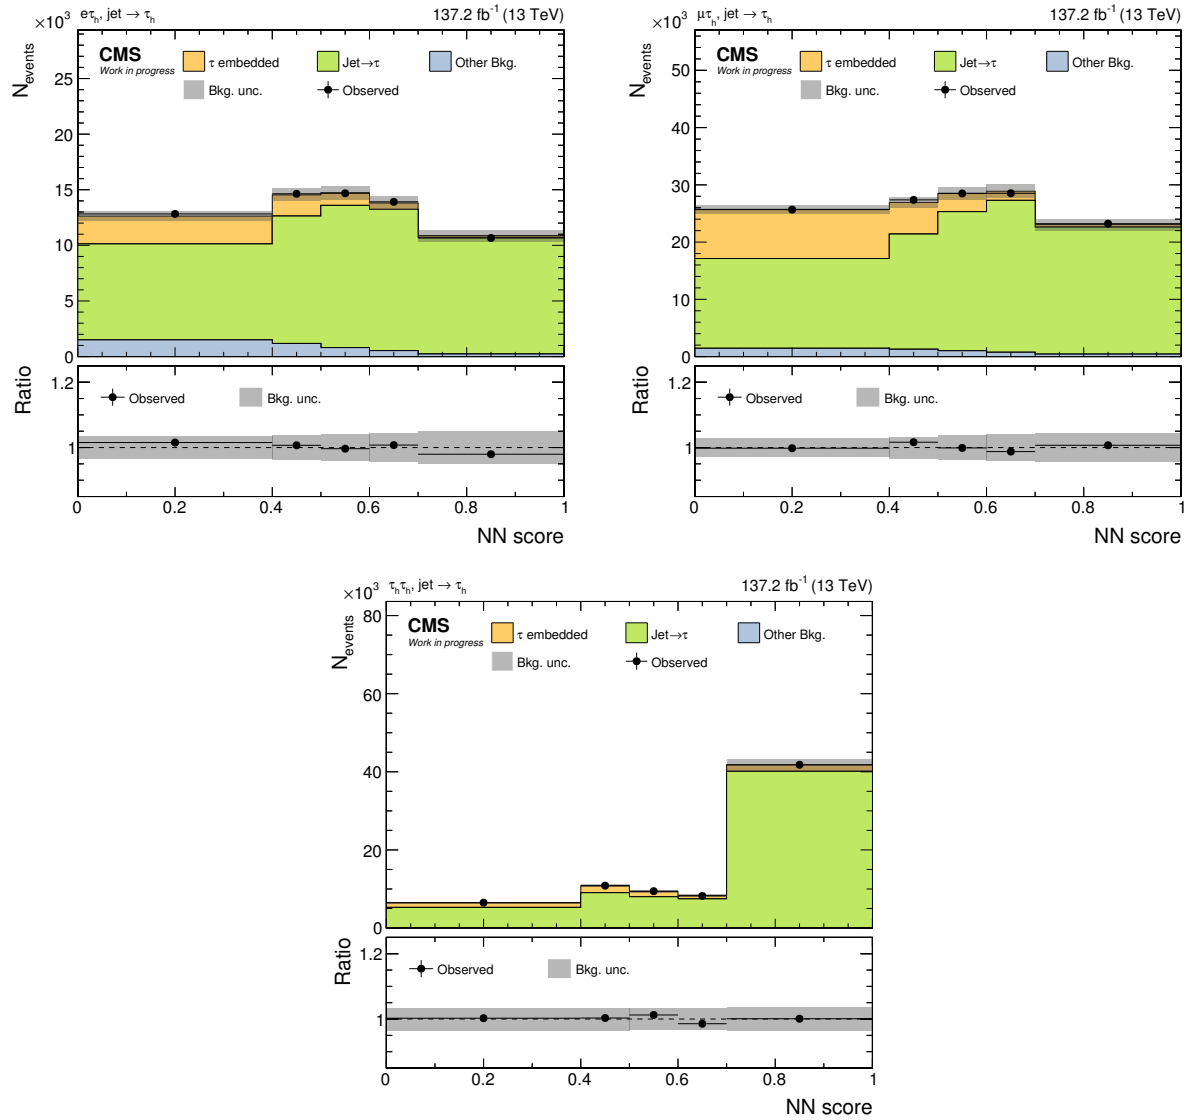 ×10³ eτₕ, jet → τₕ 137.2 fb⁻¹ (13 TeV)
N_events
CMS
Work in progress
τ embedded Jet→τ Other Bkg.
Bkg. unc. Observed
25
20
15
10
5
0
Ratio
1.2
1
Observed Bkg. unc.
0 0.2 0.4 0.6 0.8 1
NN score
×10³ μτₕ, jet → τₕ 137.2 fb⁻¹ (13 TeV)
N_events
CMS
Work in progress
τ embedded Jet→τ Other Bkg.
Bkg. unc. Observed
50
40
30
20
10
0
Ratio
1.2
1
Observed Bkg. unc.
0 0.2 0.4 0.6 0.8 1
NN score
×10³ τₕτₕ, jet → τₕ 137.2 fb⁻¹ (13 TeV)
N_events
CMS
Work in progress
τ embedded Jet→τ Other Bkg.
Bkg. unc. Observed
80
60
40
20
0
Ratio
1.2
1
Observed Bkg. unc.
0 0.2 0.4 0.6 0.8 1
NN score